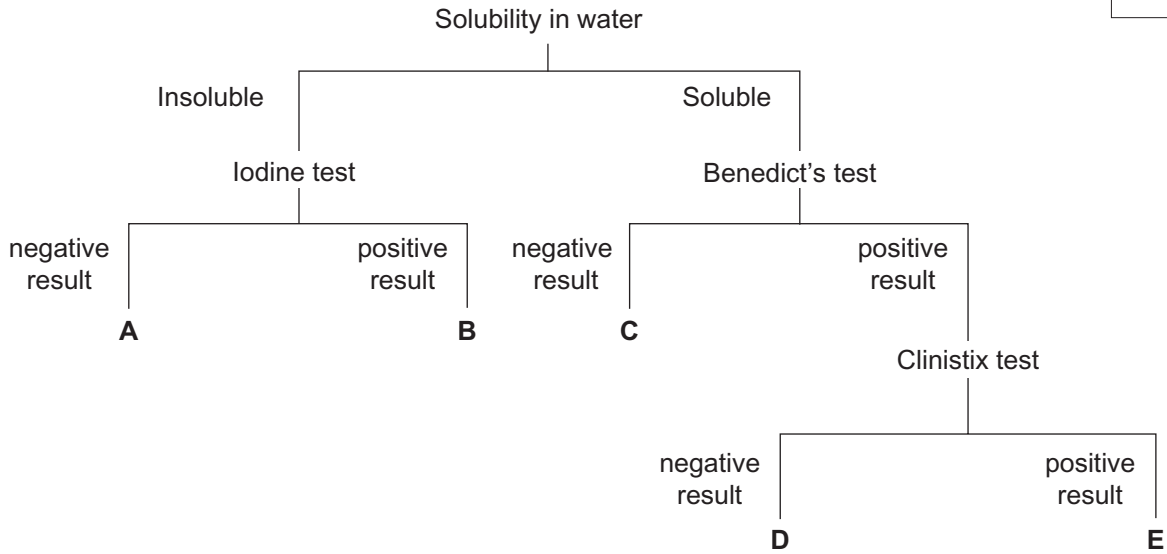 Solubility in water
Insoluble
Soluble
Iodine test
Benedict’s test
negative
result
positive
result
negative
result
positive
result
A
B
C
Clinistix test
negative
result
positive
result
D
E